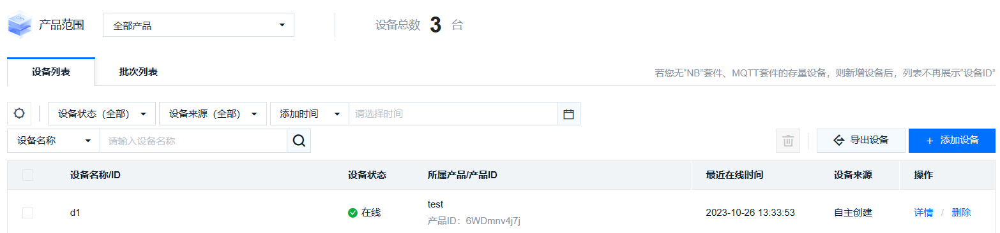 产品范围 全部产品 设备总数 3 台
设备列表 批次列表 若您无“NB”套件、MQTT套件的存量设备，则新增设备后，列表不再展示“设备ID”
设备状态（全部） 设备来源（全部） 添加时间 请选择时间
设备名称 请输入设备名称 导出设备 + 添加设备
设备名称/ID 设备状态 所属产品/产品ID 最近在线时间 设备来源 操作
d1 在线 test 2023-10-26 13:33:53 自主创建 详情 / 删除
产品ID：6WDmnv4j7j